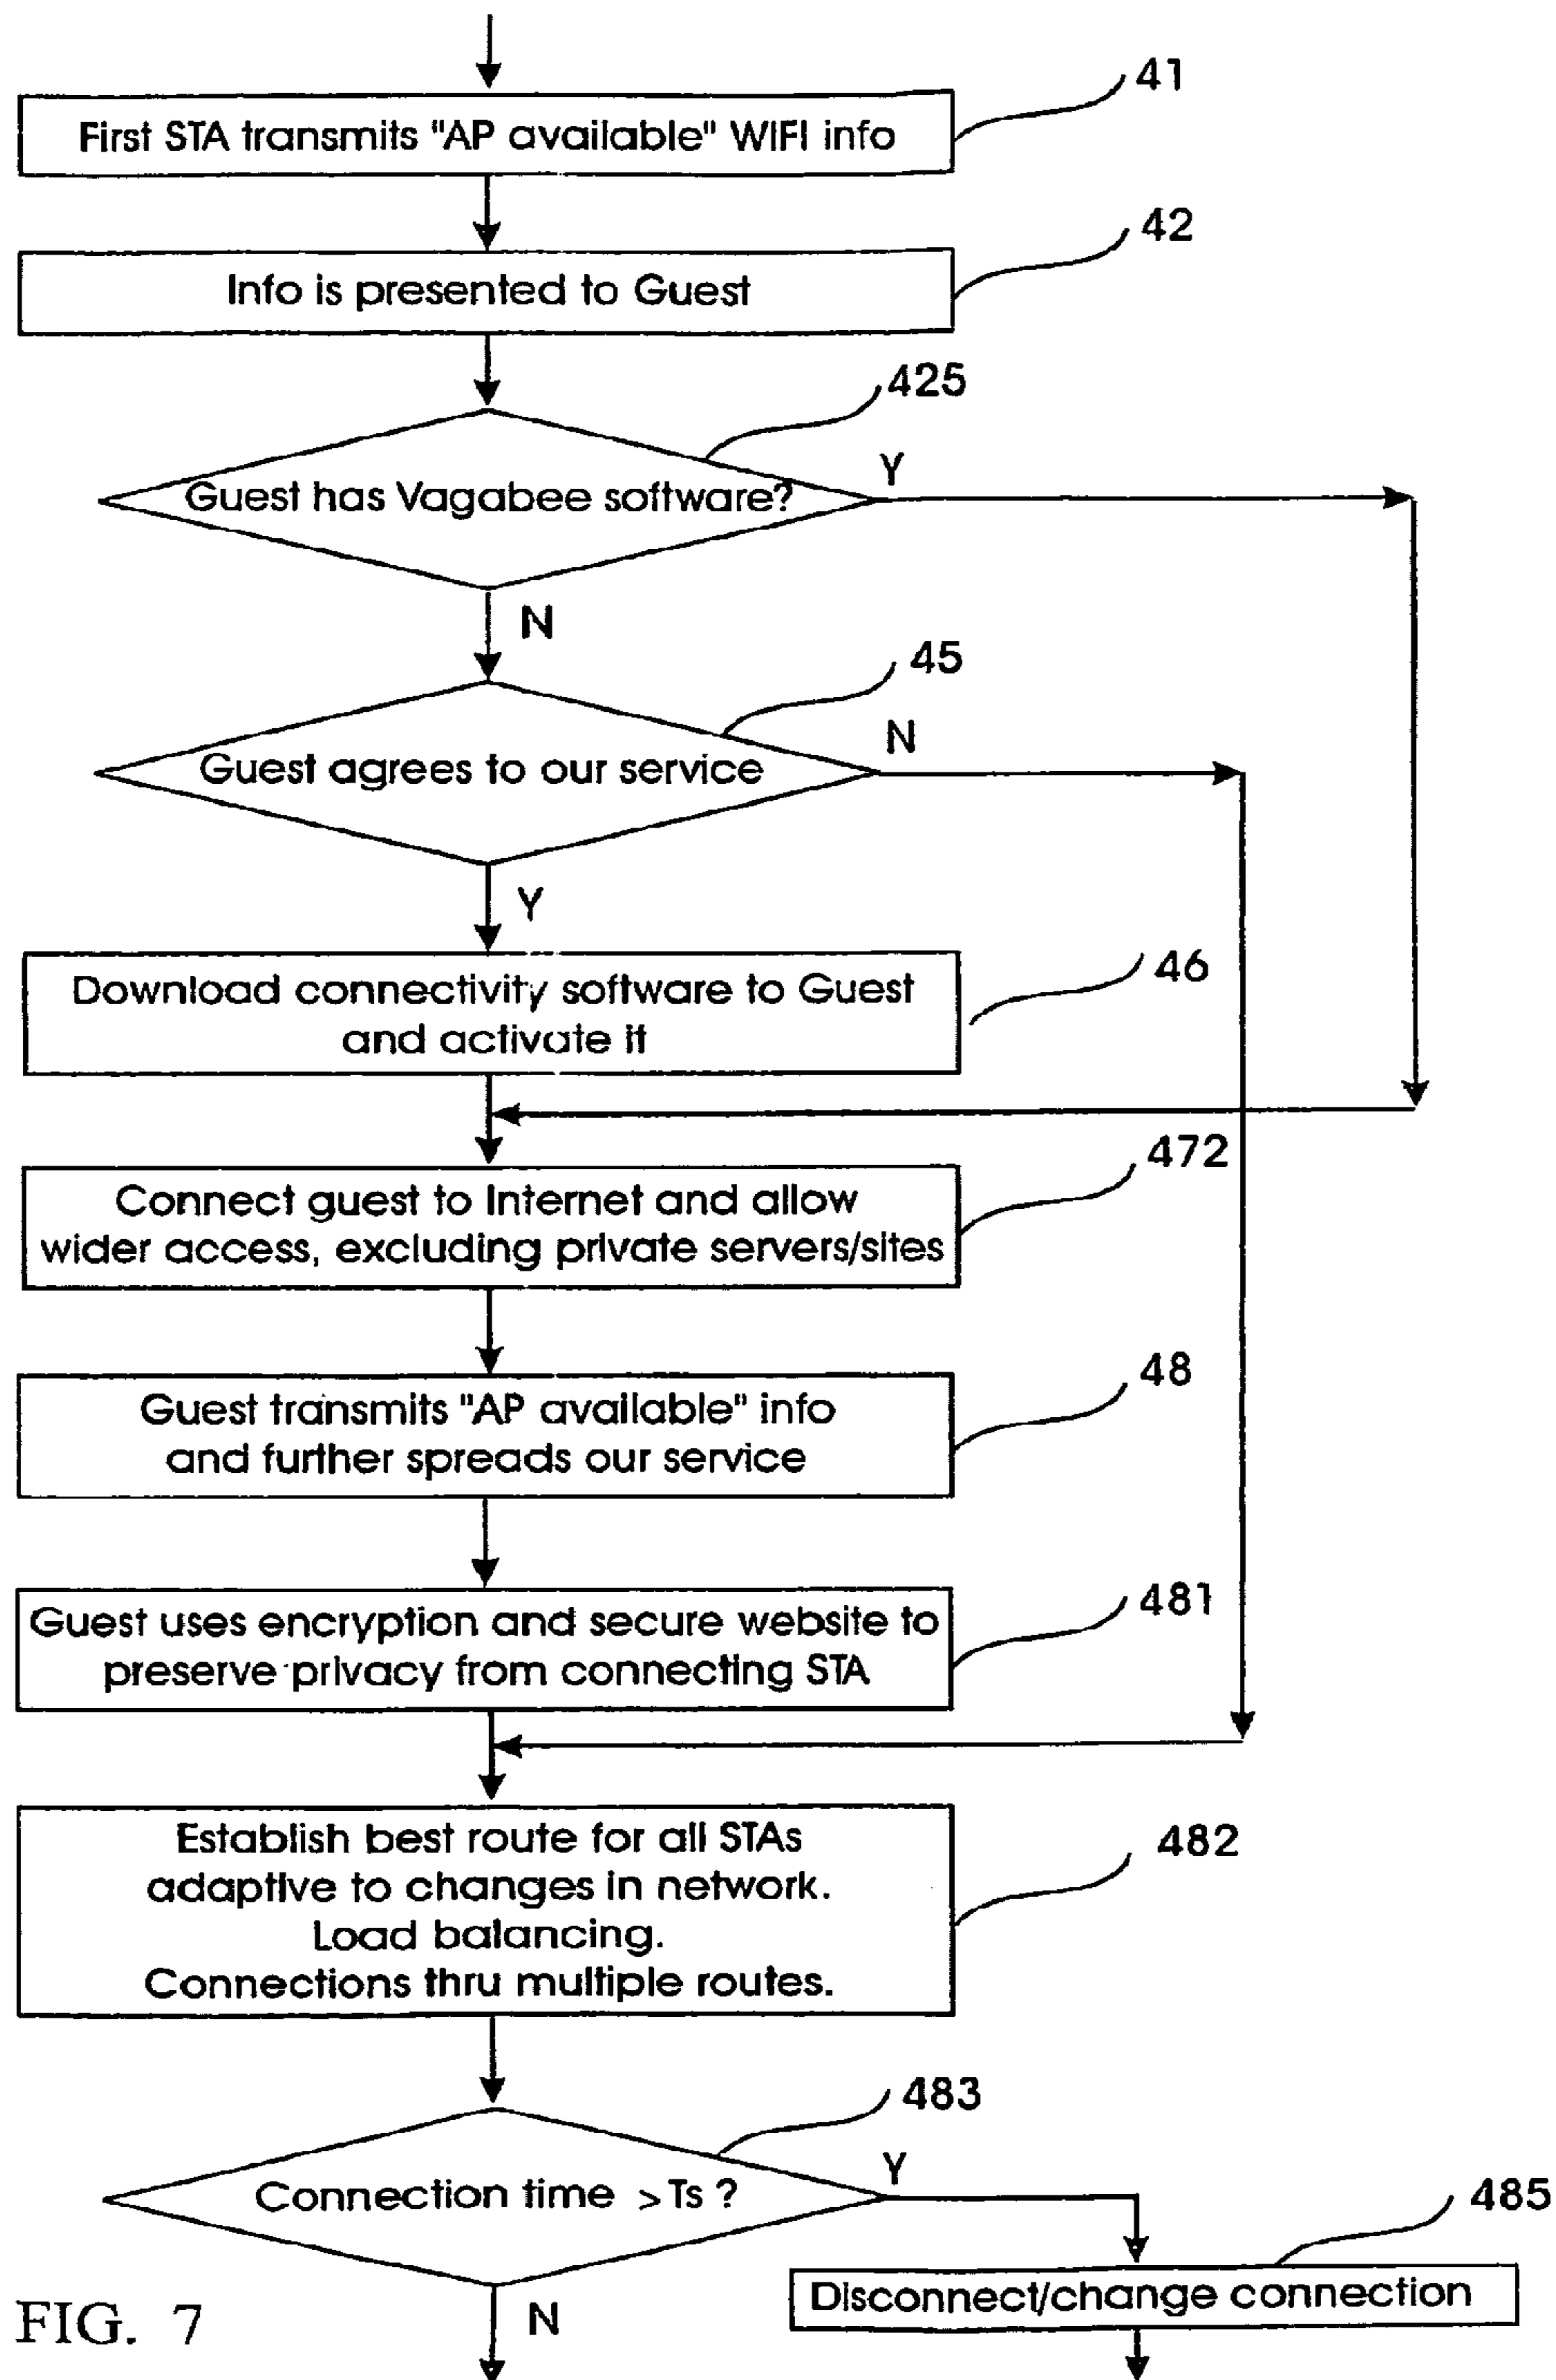 First STA transmits "AP available" WIFI info
41
Info is presented to Guest
42
425
Guest has Vagabee software?
Y
N
45
Guest agrees to our service
N
Y
Download connectivity software to Guest
and activate it
46
Connect guest to Internet and allow
wider access, excluding private servers/sites
472
Guest transmits "AP available" info
and further spreads our service
48
Guest uses encryption and secure website to
preserve privacy from connecting STA
481
Establish best route for all STAs
adaptive to changes in network.
Load balancing.
Connections thru multiple routes.
482
483
Connection time >Ts ?
Y
485
Disconnect/change connection
N
FIG. 7